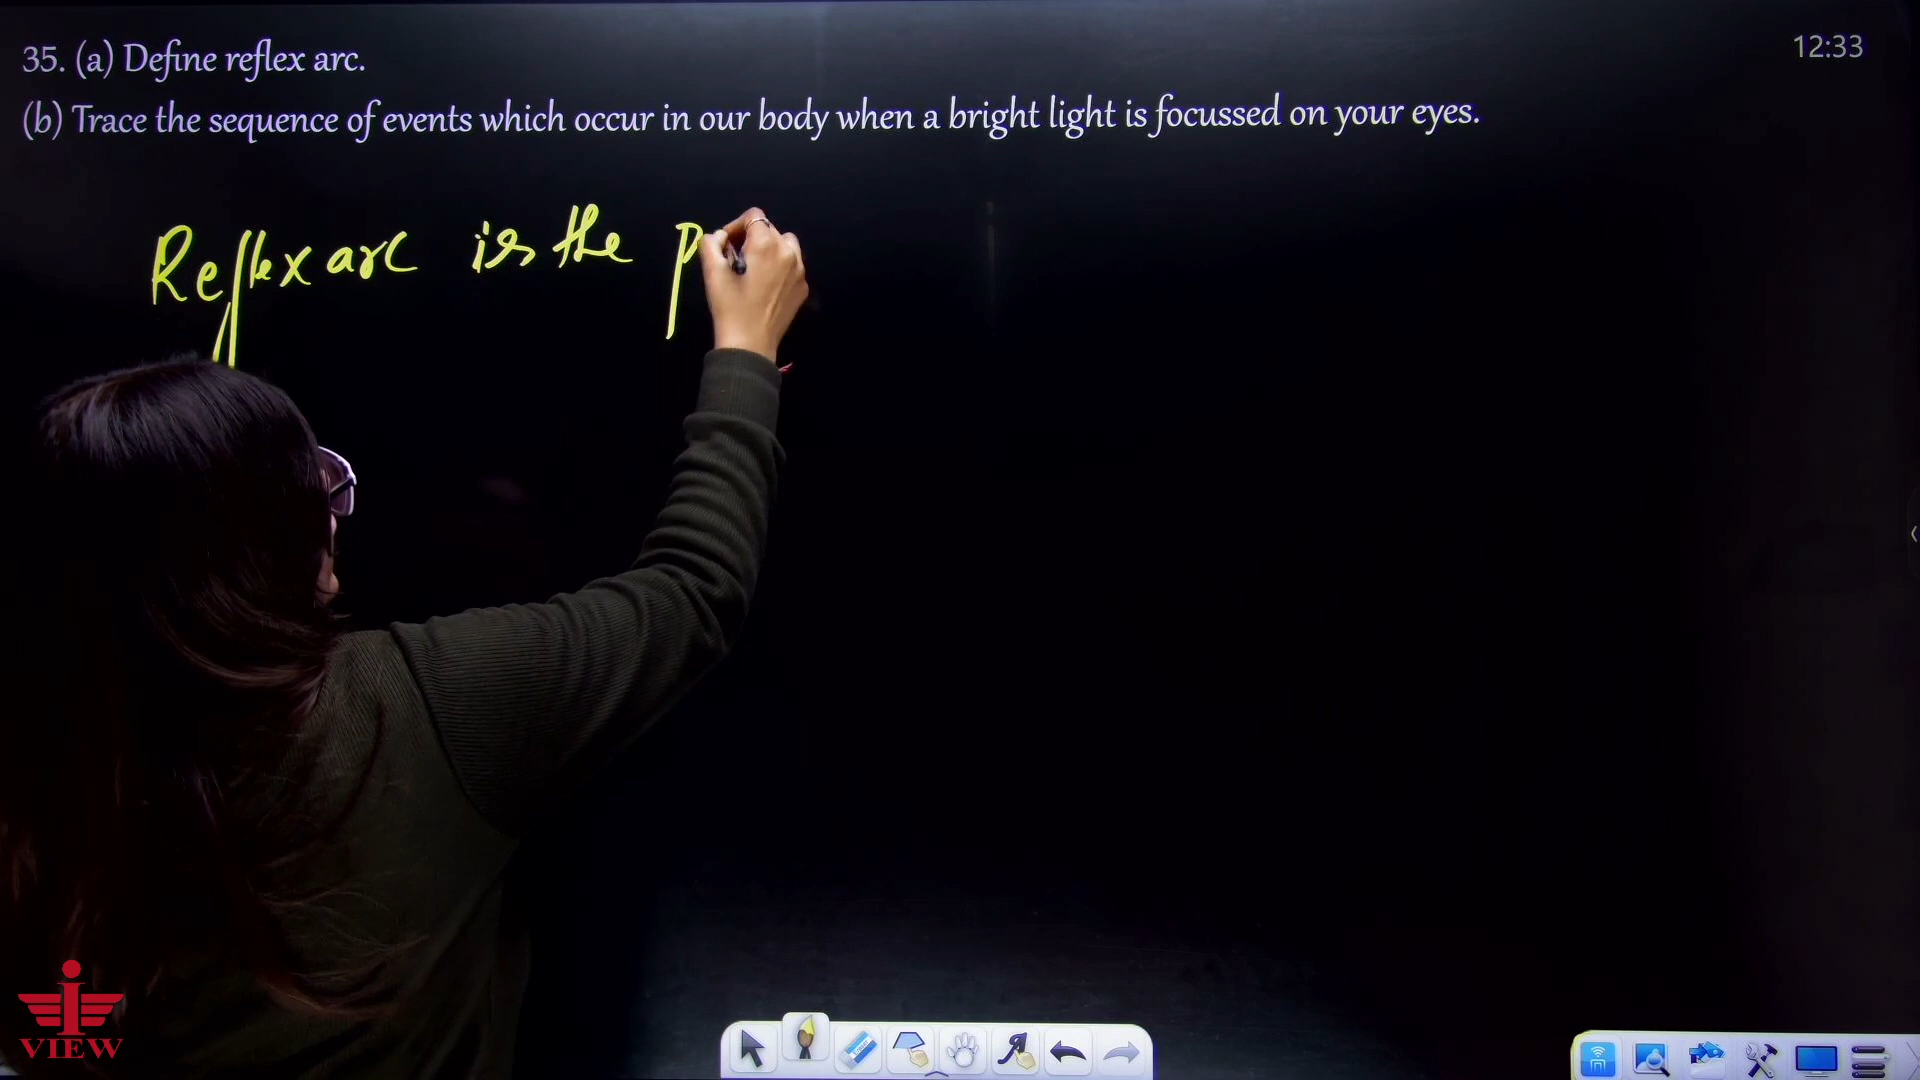 35. (a) Define reflex arc.
12:33
(b) Trace the sequence of events which occur in our body when a bright light is focussed on your eyes.
Reflex arc is the p
VIEW